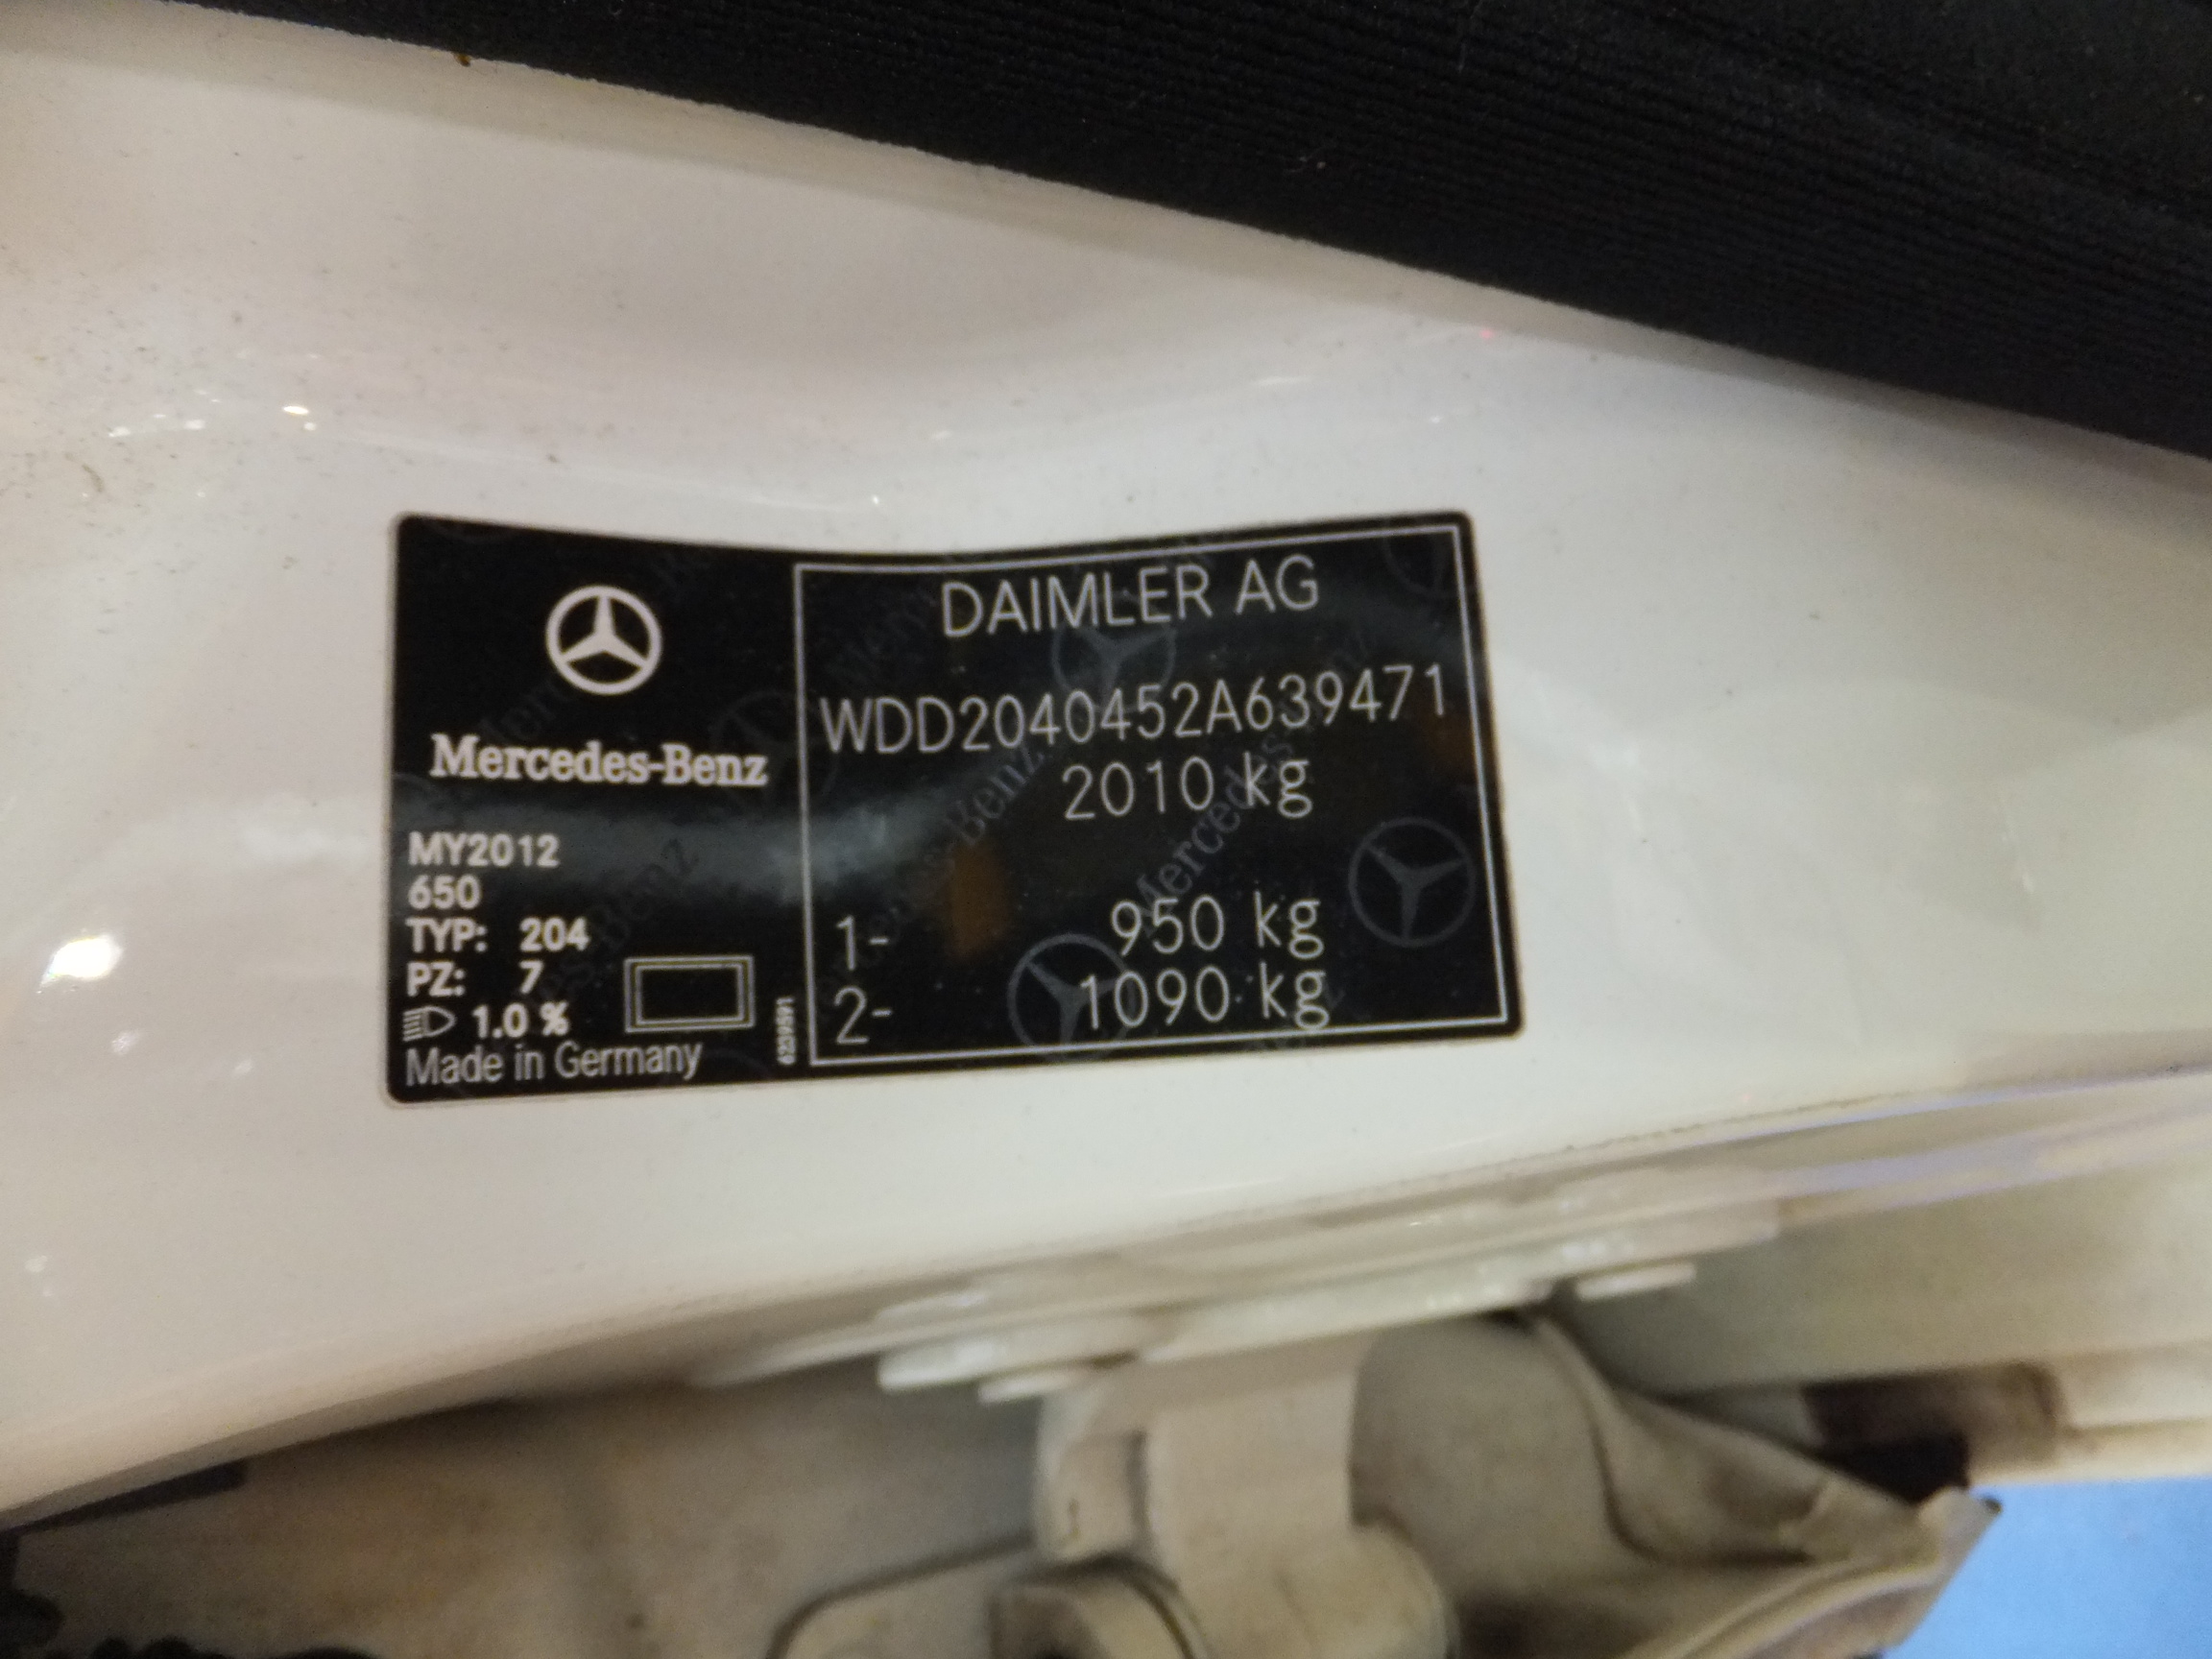 Mercedes-Benz
MY2012
650
TYP: 204
PZ: 7
1.0 %
Made in Germany
DAIMLER AG
WDD2040452A639471
2010 kg
1- 950 kg
2- 1090 kg